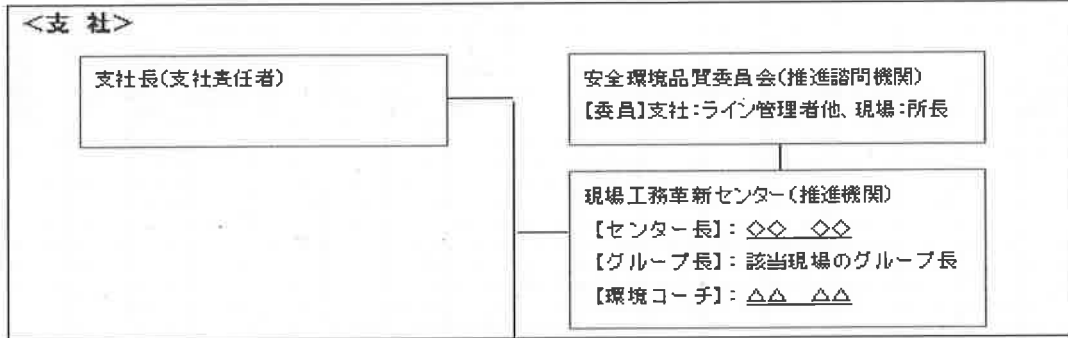 <支 社>
支社長(支社責任者)
安全環境品質委員会(推進諮問機関)
【委員】支社:ライン管理者他、現場:所長
現場工務革新センター(推進機関)
【センター長】:◇◇ ◇◇
【グループ長】:該当現場のグループ長
【環境コーチ】:△△ △△